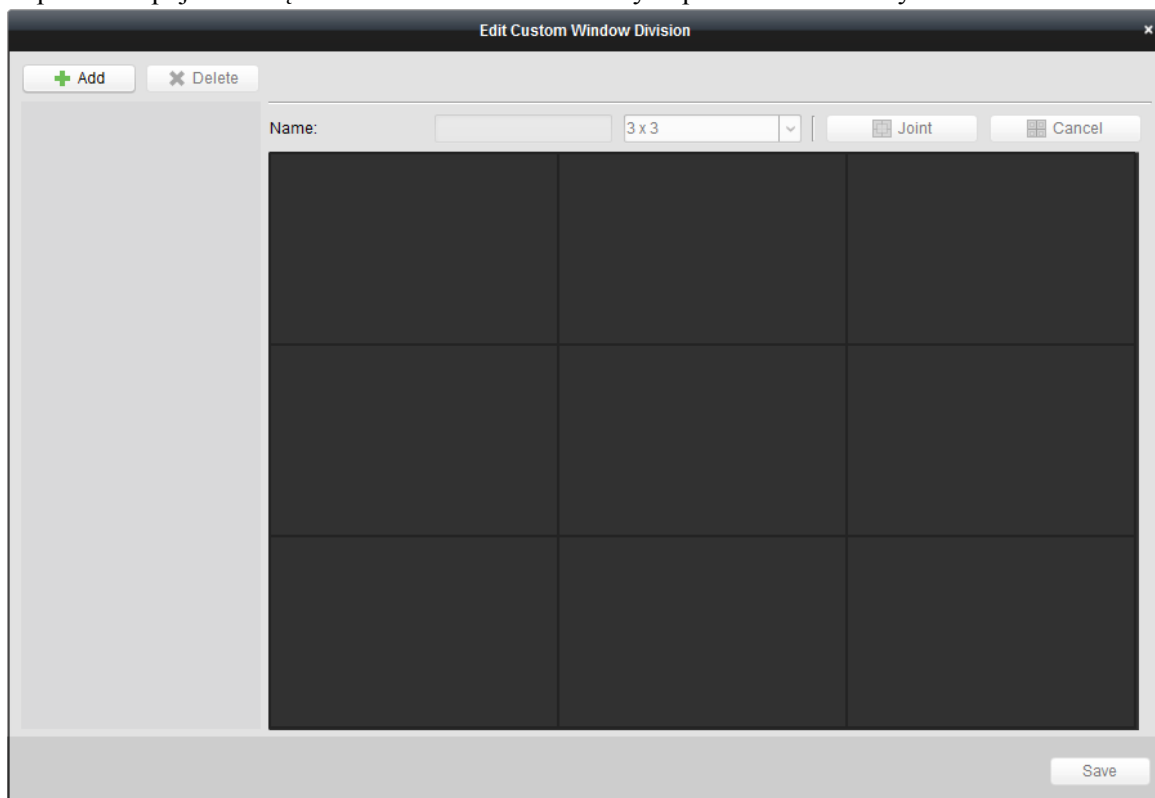 Edit Custom Window Division
×
Add Delete
Name: 3 x 3 Joint Cancel
Save